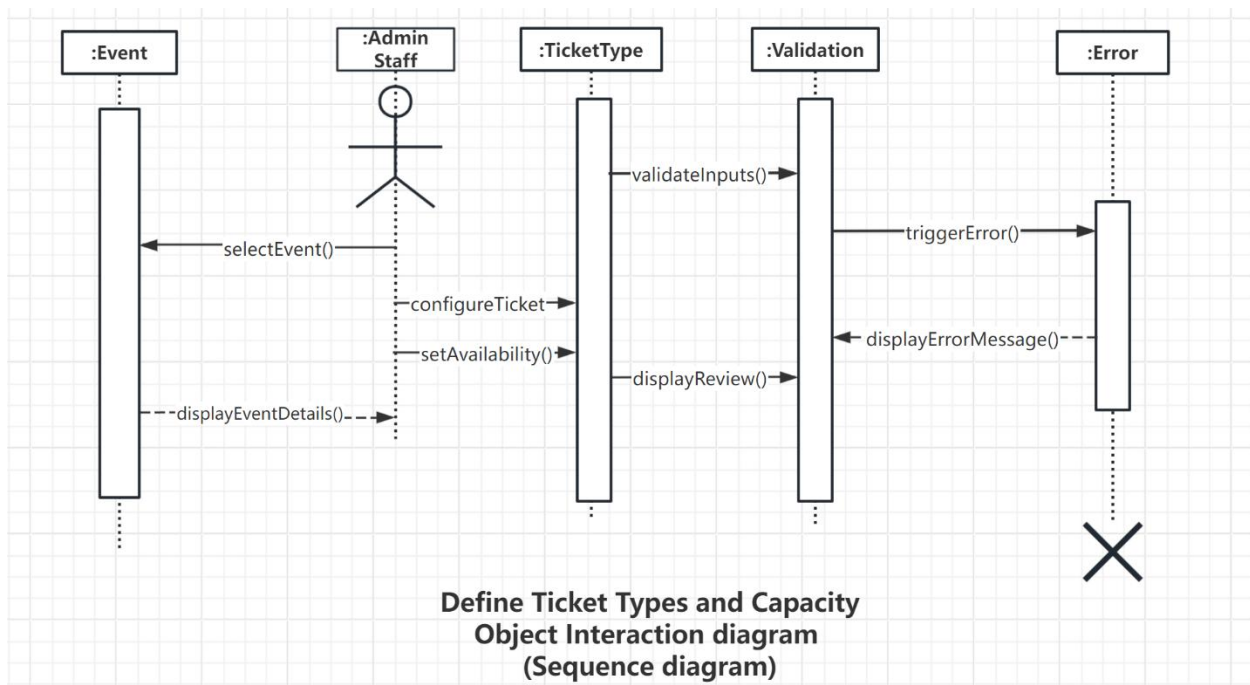 :Event
:Admin
Staff
:TicketType
:Validation
:Error
validateInputs()
triggerError()
selectEvent()
configureTicket
displayErrorMessage()
setAvailability()
displayReview()
displayEventDetails()
Define Ticket Types and Capacity
Object Interaction diagram
(Sequence diagram)